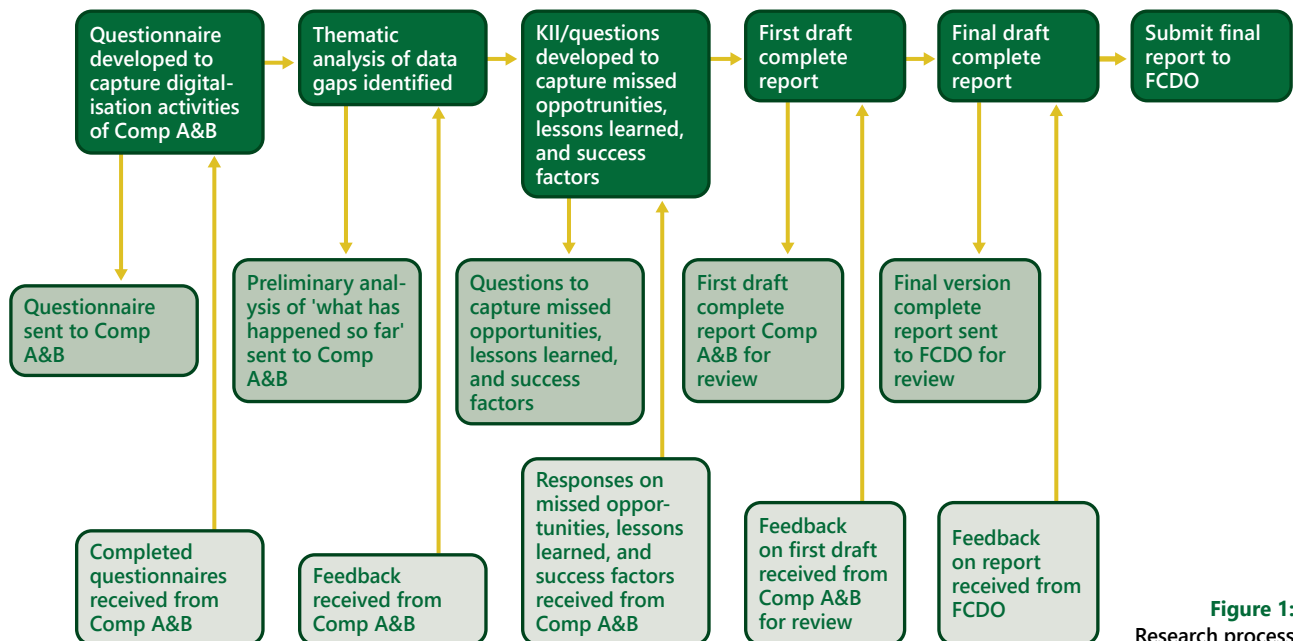 Questionnaire
developed to
capture digital-
isation activities
of Comp A&B
Thematic
analysis of data
gaps identified
KII/questions
developed to
capture missed
oppotrunities,
lessons learned,
and success
factors
First draft
complete
report
Final draft
complete
report
Submit final
report to
FCDO
Questionnaire
sent to Comp
A&B
Preliminary anal-
ysis of 'what has
happened so far'
sent to Comp
A&B
Questions to
capture missed
opportunities,
lessons learned,
and success
factors
First draft
complete
report Comp
A&B for
review
Final version
complete
report sent
to FCDO for
review
Completed
questionnaires
received from
Comp A&B
Feedback
received from
Comp A&B
Responses on
missed oppor-
tunities, lessons
learned, and
success factors
received from
Comp A&B
Feedback
on first draft
received from
Comp A&B
for review
Feedback
on report
received from
FCDO
Figure 1:
Research process